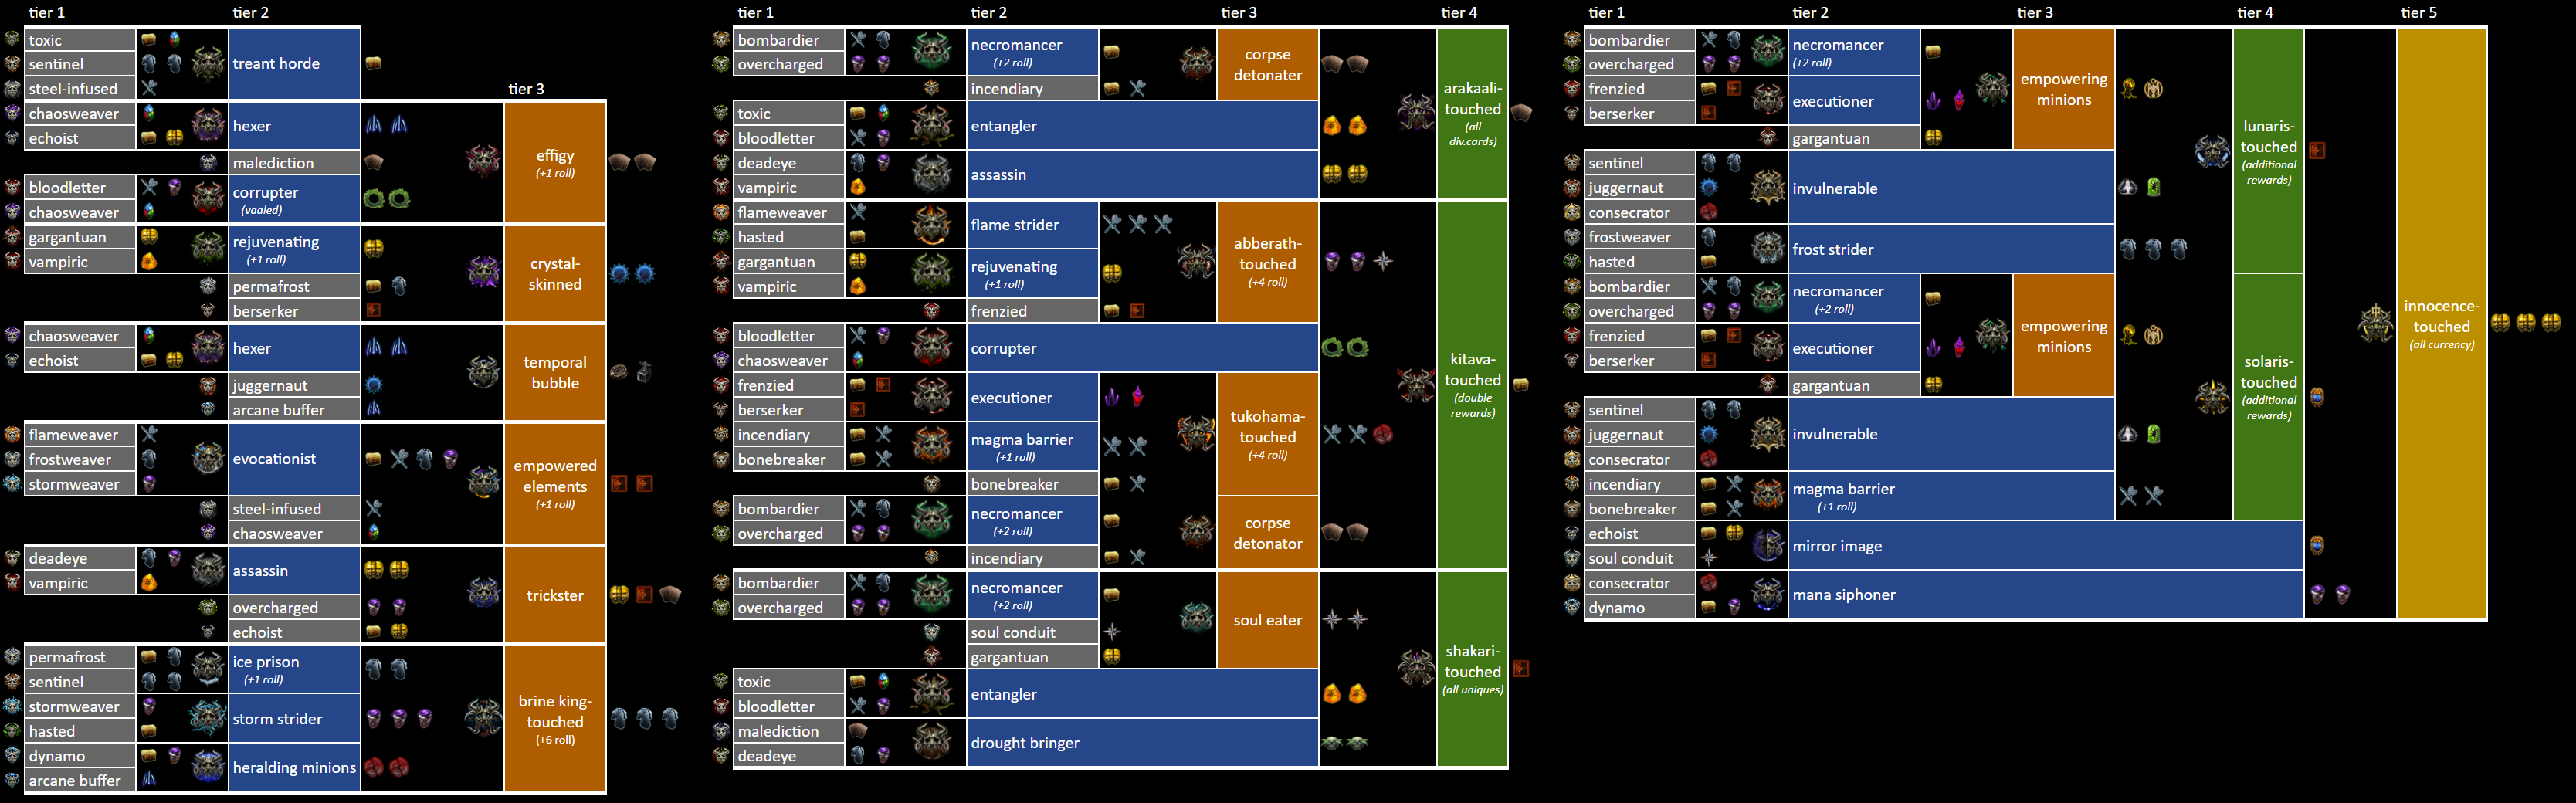 tier 1
tier 2
toxic
sentinel
steel-infused
treant horde
tier 3
chaosweaver
echoist
hexer
malediction
bloodletter
chaosweaver
corrupter
(vaaled)
effigy
(+1 roll)
gargantuan
vampiric
rejuvenating
(+1 roll)
permafrost
berserker
crystal-
skinned
chaosweaver
echoist
hexer
juggernaut
arcane buffer
temporal
bubble
flameweaver
frostweaver
stormweaver
evocationist
steel-infused
chaosweaver
empowered
elements
(+1 roll)
deadeye
vampiric
assassin
overcharged
echoist
trickster
permafrost
sentinel
ice prison
(+1 roll)
stormweaver
hasted
storm strider
dynamo
arcane buffer
heralding minions
brine king-
touched
(+6 roll)
tier 1
tier 2
tier 3
tier 4
bombardier
overcharged
necromancer
(+2 roll)
incendiary
corpse
detonater
toxic
bloodletter
entangler
deadeye
vampiric
assassin
arakaali-
touched
(all
div.cards)
flameweaver
hasted
flame strider
gargantuan
vampiric
rejuvenating
(+1 roll)
frenzied
abberath-
touched
(+4 roll)
bloodletter
chaosweaver
corrupter
frenzied
berserker
executioner
incendiary
bonebreaker
magma barrier
(+1 roll)
bonebreaker
tukohama-
touched
(+4 roll)
bombardier
overcharged
necromancer
(+2 roll)
incendiary
corpse
detonator
kitava-
touched
(double
rewards)
bombardier
overcharged
necromancer
(+2 roll)
soul conduit
gargantuan
soul eater
toxic
bloodletter
entangler
malediction
deadeye
drought bringer
shakari-
touched
(all uniques)
tier 1
tier 2
tier 3
tier 4
tier 5
bombardier
overcharged
necromancer
(+2 roll)
frenzied
berserker
executioner
gargantuan
empowering
minions
sentinel
juggernaut
consecrator
invulnerable
frostweaver
hasted
frost strider
lunaris-
touched
(additional
rewards)
bombardier
overcharged
necromancer
(+2 roll)
frenzied
berserker
executioner
gargantuan
empowering
minions
sentinel
juggernaut
consecrator
invulnerable
incendiary
bonebreaker
magma barrier
(+1 roll)
solaris-
touched
(additional
rewards)
echoist
soul conduit
mirror image
consecrator
dynamo
mana siphoner
innocence-
touched
(all currency)